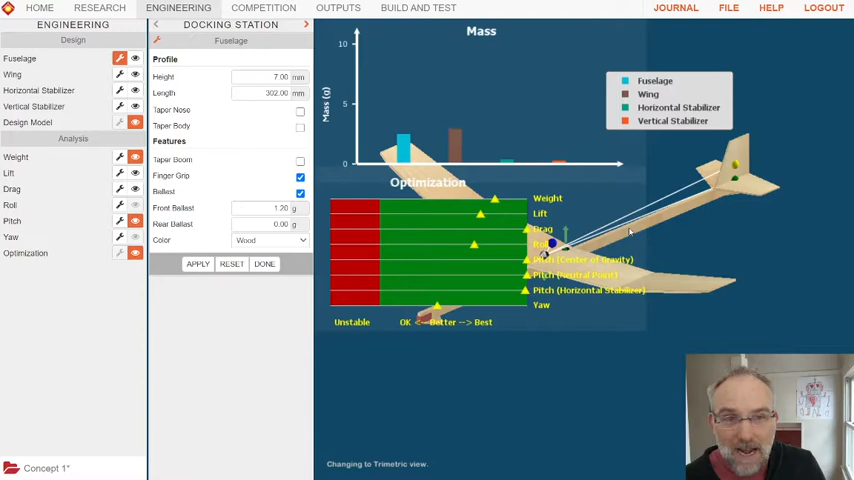 HOME RESEARCH ENGINEERING COMPETITION OUTPUTS BUILD AND TEST JOURNAL FILE HELP LOGOUT
ENGINEERING
Design
Fuselage
Wing
Horizontal Stabilizer
Vertical Stabilizer
Design Model
Analysis
Weight
Lift
Drag
Roll
Pitch
Yaw
Optimization
Concept 1*
DOCKING STATION
Fuselage
Profile
Height 7.00 mm
Length 302.00 mm
Taper Nose
Taper Body
Features
Taper Boom
Finger Grip
Ballast
Front Ballast 1.20 g
Rear Ballast 0.00 g
Color Wood
APPLY RESET DONE
Mass
Mass (g)
10
5
0
Fuselage
Wing
Horizontal Stabilizer
Vertical Stabilizer
Optimization
Weight
Lift
Drag
Roll
Pitch (Center of Gravity)
Pitch (Neutral Point)
Pitch (Horizontal Stabilizer)
Yaw
Unstable OK <--Better --> Best
Changing to Trimetric view.